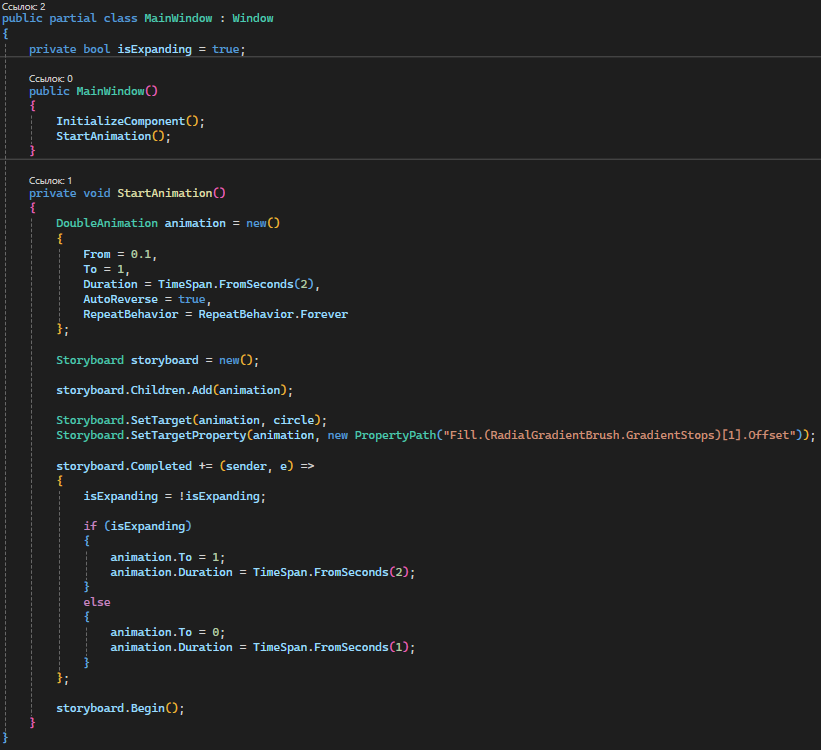 Ссылок: 2
public partial class MainWindow : Window
{
private bool isExpanding = true;
Ссылок: 0
public MainWindow()
{
InitializeComponent();
StartAnimation();
}
Ссылок: 1
private void StartAnimation()
{
DoubleAnimation animation = new()
{
From = 0.1,
To = 1,
Duration = TimeSpan.FromSeconds(2),
AutoReverse = true,
RepeatBehavior = RepeatBehavior.Forever
};
Storyboard storyboard = new();
storyboard.Children.Add(animation);
Storyboard.SetTarget(animation, circle);
Storyboard.SetTargetProperty(animation, new PropertyPath("Fill.(RadialGradientBrush.GradientStops)[1].Offset"));
storyboard.Completed += (sender, e) =>
{
isExpanding = !isExpanding;
if (isExpanding)
{
animation.To = 1;
animation.Duration = TimeSpan.FromSeconds(2);
}
else
{
animation.To = 0;
animation.Duration = TimeSpan.FromSeconds(1);
}
};
storyboard.Begin();
}
}